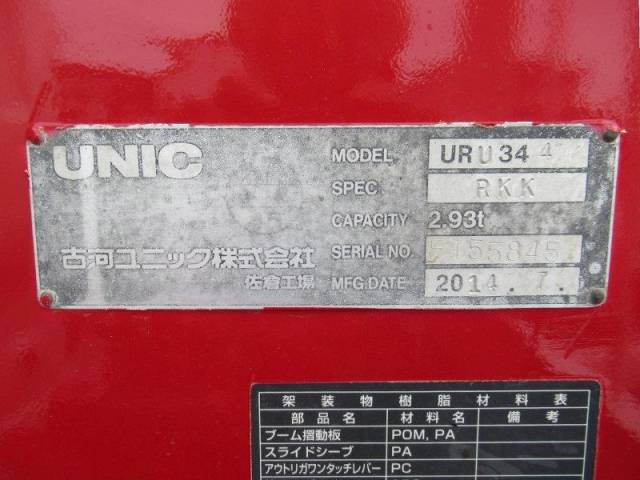 UNIC
MODEL URU344
SPEC. RKK
CAPACITY 2.93t
古河ユニック株式会社
SERIAL NO.
佐倉工場
MFG.DATE 2014. 7.
架装物樹脂材料表
部品名 材料名 備考
ブーム摺動板 POM, PA
スライドシーブ PA
アウトリガワンタッチレバー PC